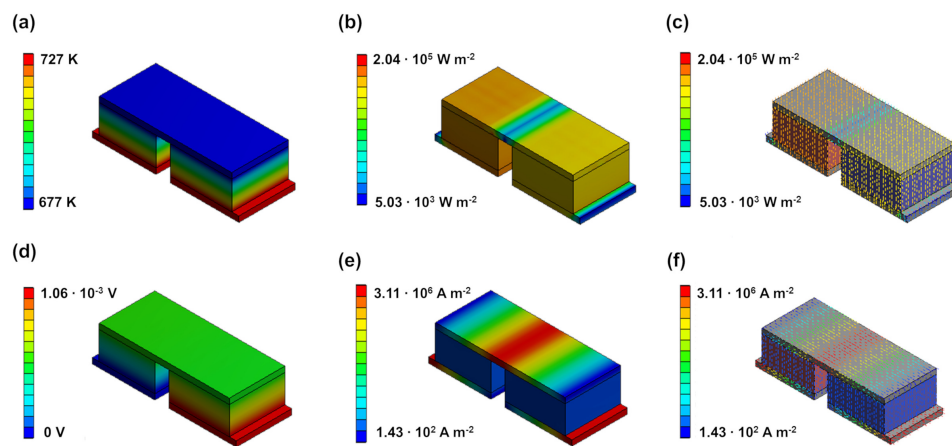 (a)
727 K
677 K
(b)
2.04 · 10⁵ W m⁻²
5.03 · 10³ W m⁻²
(c)
2.04 · 10⁵ W m⁻²
5.03 · 10³ W m⁻²
(d)
1.06 · 10⁻³ V
0 V
(e)
3.11 · 10⁶ A m⁻²
1.43 · 10² A m⁻²
(f)
3.11 · 10⁶ A m⁻²
1.43 · 10² A m⁻²